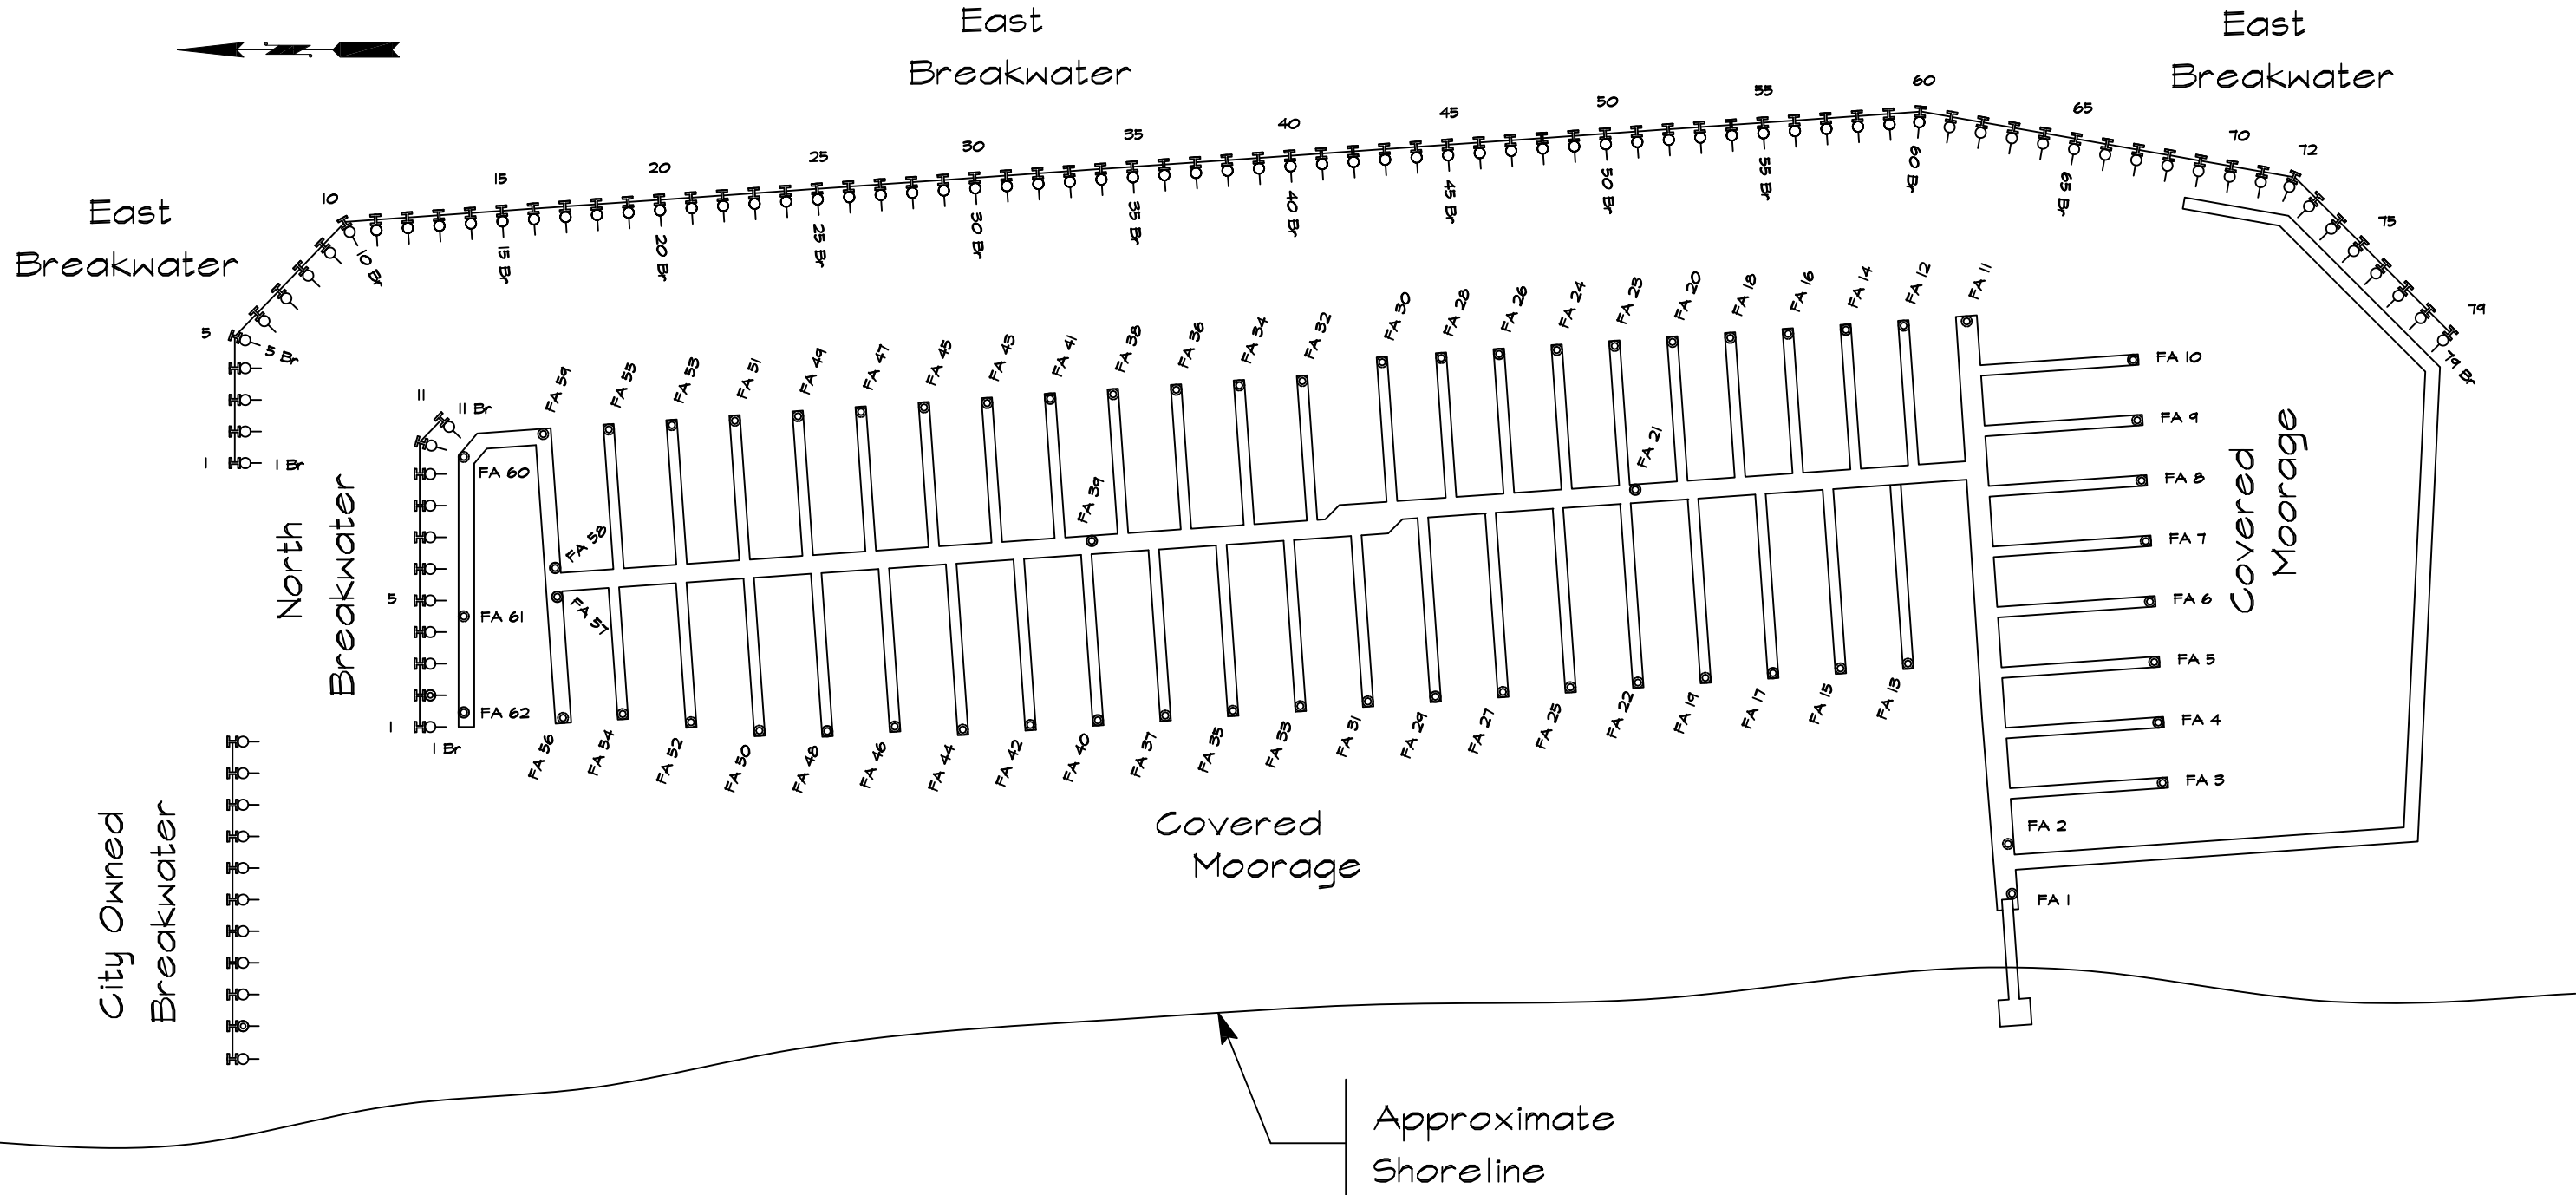 East
Breakwater
East
Breakwater
East
Breakwater
1
5
10
15
20
25
30
35
40
45
50
55
60
65
70
72
75
79
1 Br
5 Br
10 Br
15 Br
20 Br
25 Br
30 Br
35 Br
40 Br
45 Br
50 Br
55 Br
60 Br
65 Br
79 Br
North
Breakwater
11
11 Br
5
1
1 Br
City Owned
Breakwater
FA 59
FA 55
FA 53
FA 51
FA 49
FA 47
FA 45
FA 43
FA 41
FA 38
FA 36
FA 34
FA 32
FA 30
FA 28
FA 26
FA 24
FA 23
FA 20
FA 18
FA 16
FA 14
FA 12
FA 11
FA 60
FA 61
FA 62
FA 58
FA 57
FA 39
FA 21
FA 56
FA 54
FA 52
FA 50
FA 48
FA 46
FA 44
FA 42
FA 40
FA 37
FA 35
FA 33
FA 31
FA 29
FA 27
FA 25
FA 22
FA 19
FA 17
FA 15
FA 13
FA 10
FA 9
FA 8
FA 7
FA 6
FA 5
FA 4
FA 3
FA 2
FA 1
Covered
Moorage
Covered
Moorage
Approximate
Shoreline